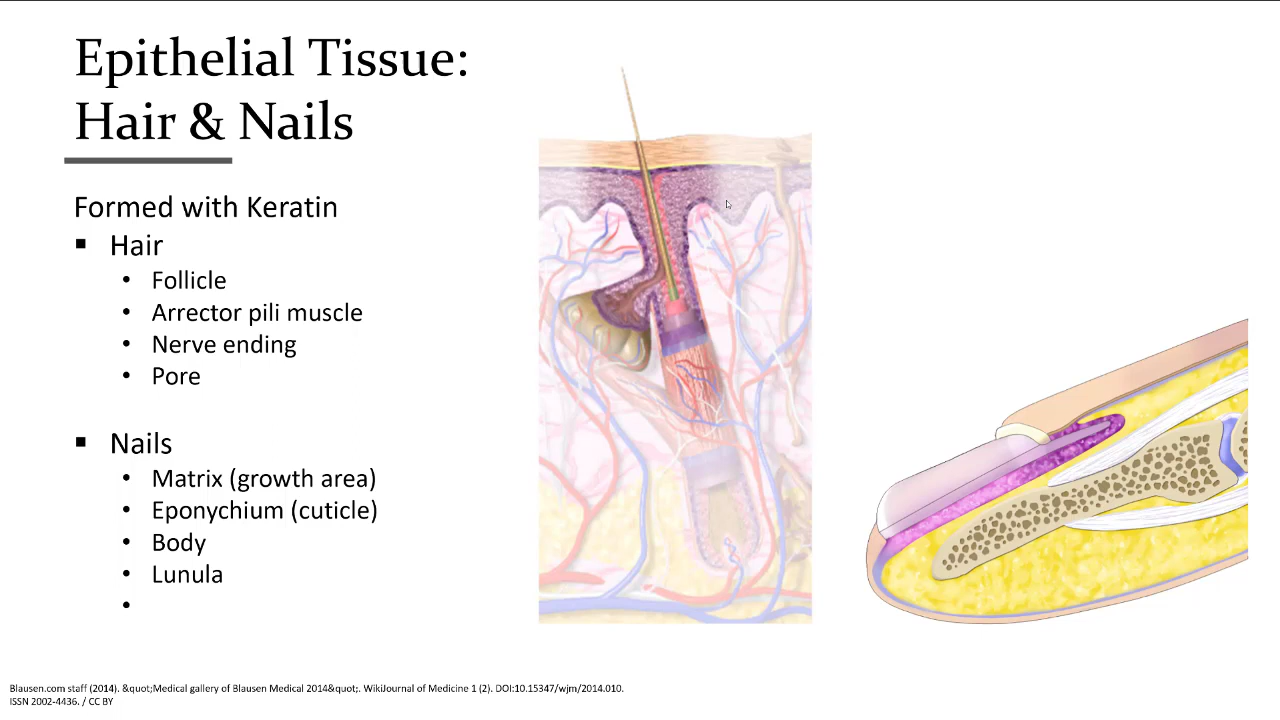 Epithelial Tissue:
Hair & Nails
Formed with Keratin
▪ Hair
• Follicle
• Arrector pili muscle
• Nerve ending
• Pore
▪ Nails
• Matrix (growth area)
• Eponychium (cuticle)
• Body
• Lunula
•
Blausen.com staff (2014). &quot;Medical gallery of Blausen Medical 2014&quot;. WikiJournal of Medicine 1 (2). DOI:10.15347/wjm/2014.010.
ISSN 2002-4436. / CC BY